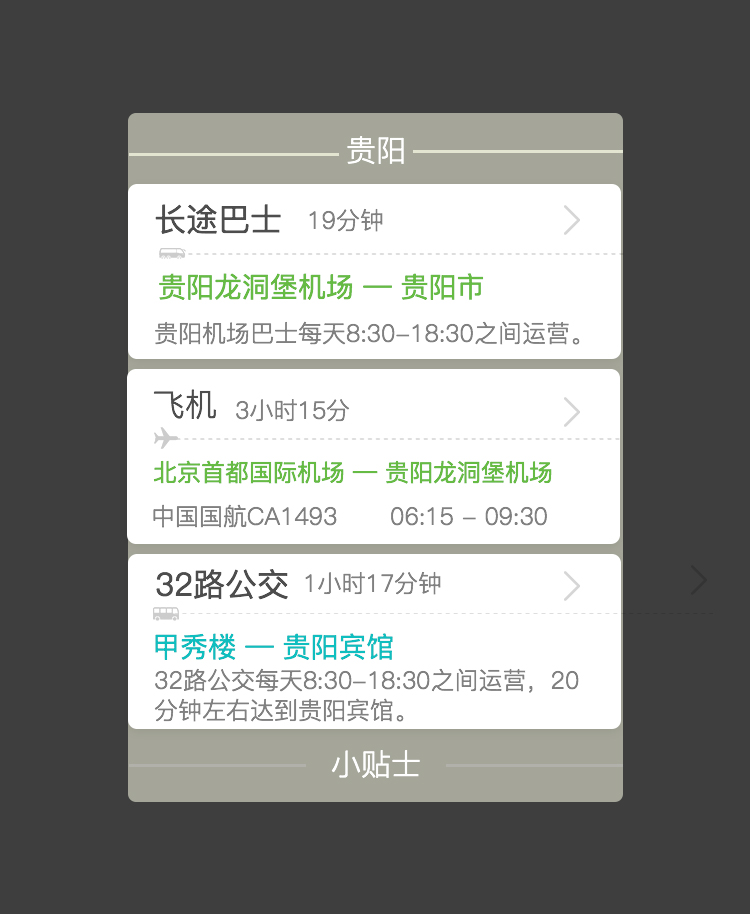 贵阳
长途巴士 19分钟
贵阳龙洞堡机场 — 贵阳市
贵阳机场巴士每天8:30-18:30之间运营。
飞机 3小时15分
北京首都国际机场 — 贵阳龙洞堡机场
中国国航CA1493 06:15 - 09:30
32路公交 1小时17分钟
甲秀楼 — 贵阳宾馆
32路公交每天8:30-18:30之间运营，20
分钟左右达到贵阳宾馆。
小贴士